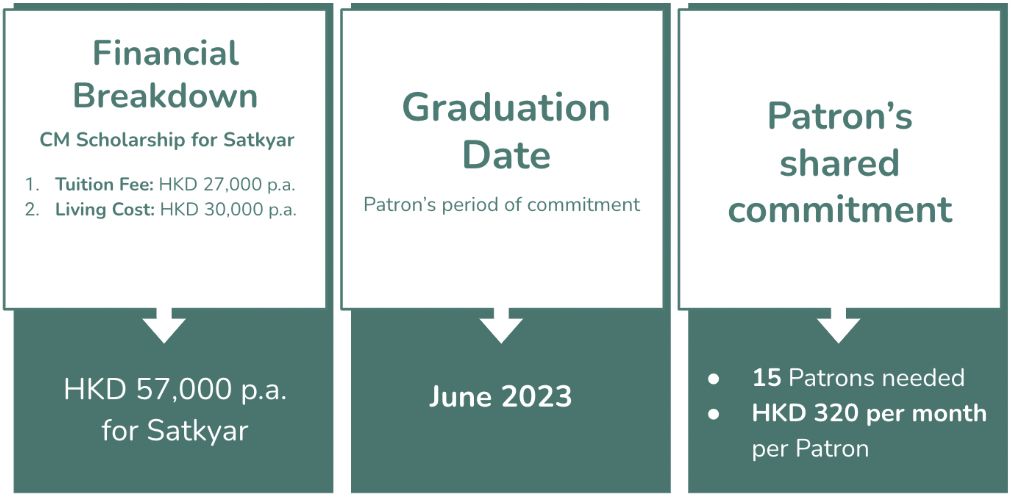 Financial
Breakdown
CM Scholarship for Satkyar
1. Tuition Fee: HKD 27,000 p.a.
2. Living Cost: HKD 30,000 p.a.
HKD 57,000 p.a.
for Satkyar
Graduation
Date
Patron’s period of commitment
June 2023
Patron’s
shared
commitment
● 15 Patrons needed
● HKD 320 per month
per Patron